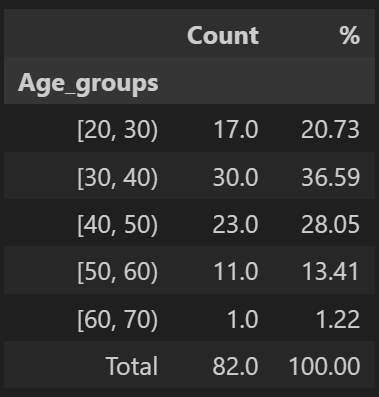 Count %
Age_groups
[20, 30) 17.0 20.73
[30, 40) 30.0 36.59
[40, 50) 23.0 28.05
[50, 60) 11.0 13.41
[60, 70) 1.0 1.22
Total 82.0 100.00